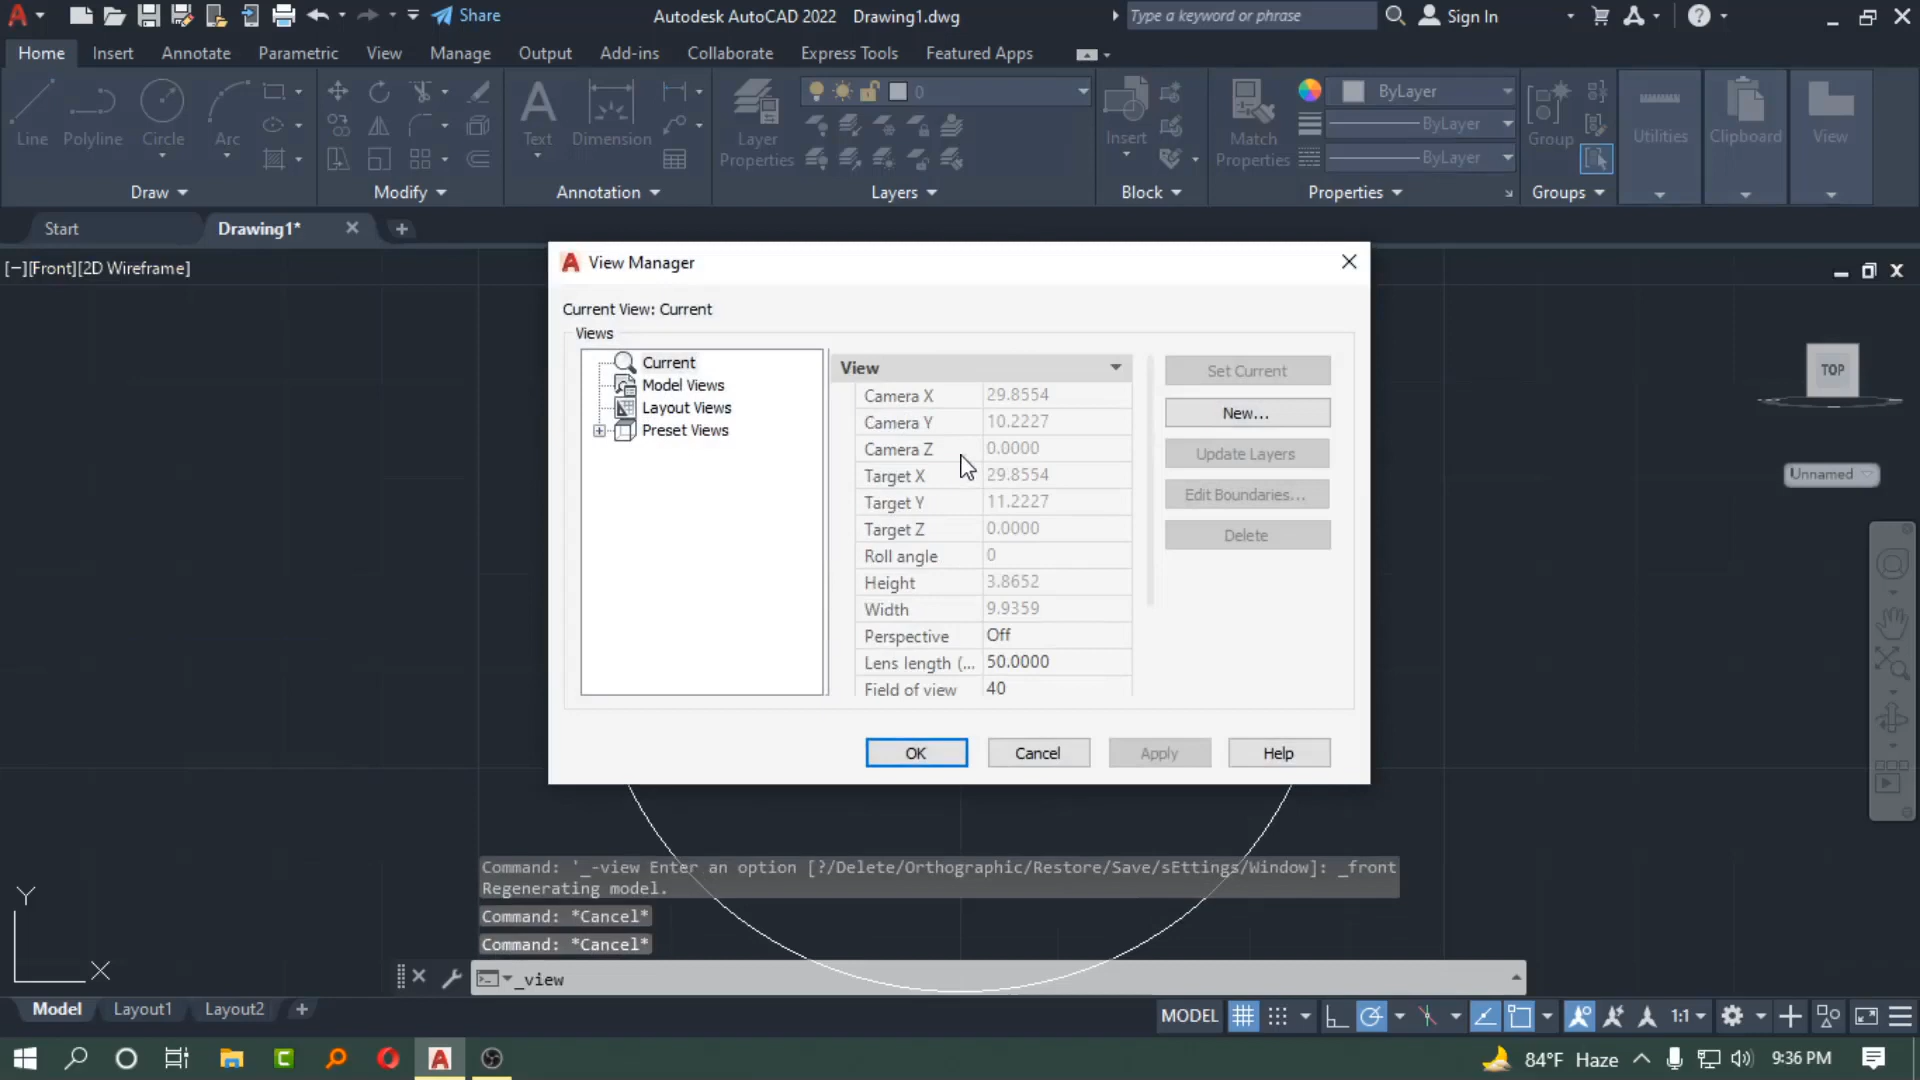 Share
Autodesk AutoCAD 2022 Drawing1.dwg
Type a keyword or phrase
Sign In
Home Insert Annotate Parametric View Manage Output Add-ins Collaborate Express Tools Featured Apps
0
ByLayer
ByLayer
ByLayer
Line Polyline Circle Arc
Text Dimension
Layer Properties
Insert
Match Properties
Group
Utilities Clipboard View
Draw Modify Annotation Layers Block Properties Groups
Start Drawing1*
[−][Front][2D Wireframe]
View Manager
Current View: Current
Views
Current
Model Views
Layout Views
Preset Views
View
Camera X 29.8554
Camera Y 10.2227
Camera Z 0.0000
Target X 29.8554
Target Y 11.2227
Target Z 0.0000
Roll angle 0
Height 3.8652
Width 9.9359
Perspective Off
Lens length (... 50.0000
Field of view 40
Set Current
New...
Update Layers
Edit Boundaries...
Delete
OK Cancel Apply Help
TOP
Unnamed
Command: '_-view Enter an option [?/Delete/Orthographic/Restore/Save/sEttings/Window]: _front
Regenerating model.
Command: *Cancel*
Command: *Cancel*
_view
Y
X
Model Layout1 Layout2
MODEL 1:1
84°F Haze 9:36 PM